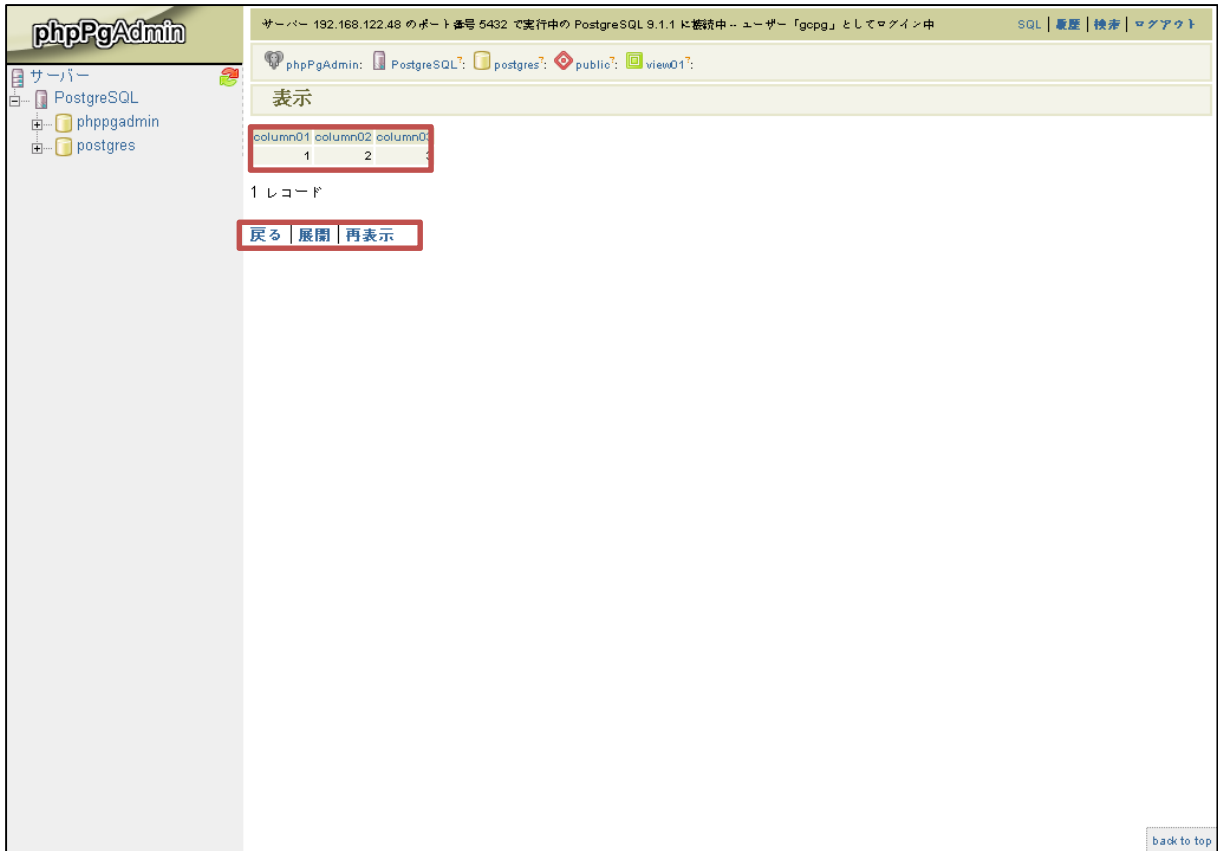 phpPgAdmin
サーバー 192.168.122.48 のポート番号 5432 で実行中の PostgreSQL 9.1.1 に接続中 -- ユーザー「gcpg」としてログイン中
SQL | 履歴 | 検索 | ログアウト
phpPgAdmin: PostgreSQL?: postgres?: public?: view01?:
サーバー
PostgreSQL
phppgadmin
postgres
表示
column01 column02 column03
1 2 3
1 レコード
戻る | 展開 | 再表示
back to top